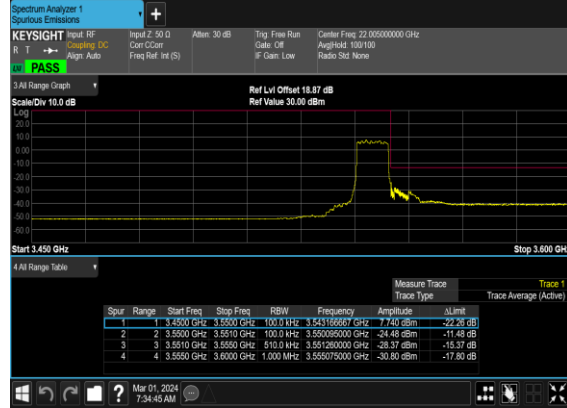 Spectrum Analyzer 1
Spurious Emissions
+
KEYSIGHT Input: RF Input Z: 50 Ω Atten: 30 dB Trig: Free Run Center Freq: 22.005000000 GHz
R T Coupling: DC Corr CCorr Gate: Off Avg|Hold: 100/100
Align: Auto Freq Ref: Int (S) IF Gain: Low Radio Std: None
PASS
3 All Range Graph
Ref Lvl Offset 18.87 dB
Scale/Div 10.0 dB Ref Value 30.00 dBm
Log
20.0
10.0
0.00
-10.0
-20.0
-30.0
-40.0
-50.0
-60.0
Start 3.450 GHz Stop 3.600 GH
4 All Range Table
Measure Trace Trace 1
Trace Type Trace Average (Active)
Spur Range Start Freq Stop Freq RBW Frequency Amplitude ΔLimit
1 1 3.4500 GHz 3.5500 GHz 100.0 kHz 3.543166667 GHz 7.740 dBm -22.26 dB
2 2 3.5500 GHz 3.5510 GHz 100.0 kHz 3.550095000 GHz -24.48 dBm -11.48 dB
3 3 3.5510 GHz 3.5550 GHz 510.0 kHz 3.551260000 GHz -28.37 dBm -15.37 dB
4 4 3.5550 GHz 3.6000 GHz 1.000 MHz 3.555075000 GHz -30.80 dBm -17.80 dB
? Mar 01, 2024
7:34:45 AM